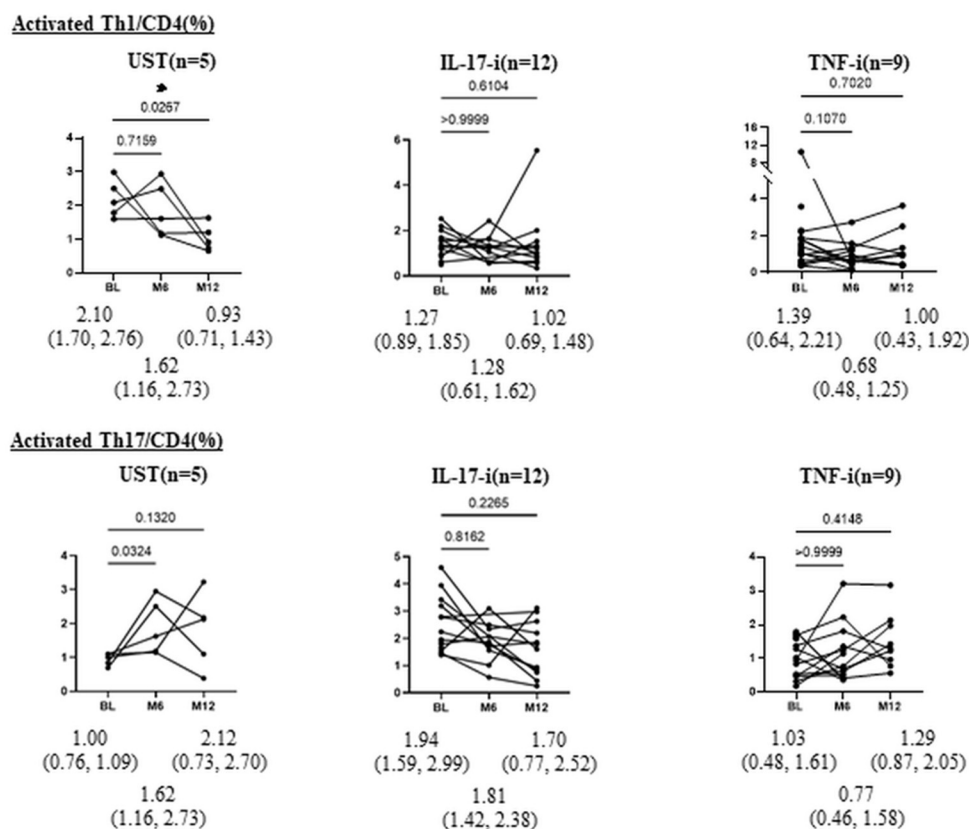 Activated Th1/CD4(%)
UST(n=5) IL-17-i(n=12) TNF-i(n=9)
*
0.0267 0.6104 0.7020
0.7159 >0.9999 0.1070
4
3
2
1
0
BL M6 M12
6
4
2
0
BL M6 M12
16
12
8
4
2
0
BL M6 M12
2.10 0.93 1.27 1.02 1.39 1.00
(1.70, 2.76) (0.71, 1.43) (0.89, 1.85) (0.69, 1.48) (0.64, 2.21) (0.43, 1.92)
1.62 1.28 0.68
(1.16, 2.73) (0.61, 1.62) (0.48, 1.25)
Activated Th17/CD4(%)
UST(n=5) IL-17-i(n=12) TNF-i(n=9)
0.1320 0.2265 0.4148
0.0324 0.8162 >0.9999
4
3
2
1
0
BL M6 M12
5
4
3
2
1
0
BL M6 M12
4
3
2
1
0
BL M6 M12
1.00 2.12 1.94 1.70 1.03 1.29
(0.76, 1.09) (0.73, 2.70) (1.59, 2.99) (0.77, 2.52) (0.48, 1.61) (0.87, 2.05)
1.62 1.81 0.77
(1.16, 2.73) (1.42, 2.38) (0.46, 1.58)